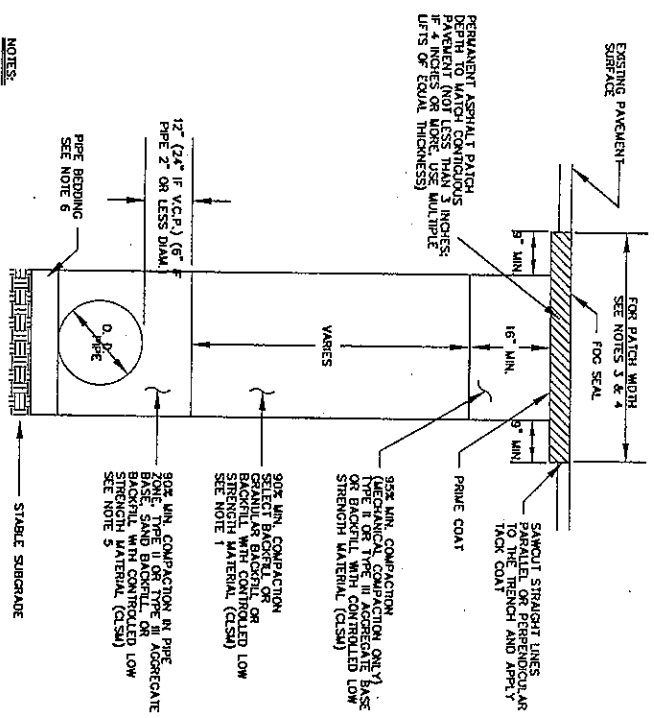 EXISTING PAVEMENT
SURFACE
FOR PATCH WIDTH
SEE NOTES 3 & 4
FOG SEAL
SAWCUT STRAIGHT LINES
PARALLEL OR PERPENDICULAR
TO THE TRENCH AND APPLY
TACK COAT
9" MIN.
9" MIN.
PERMANENT ASPHALT PATCH
DEPTH TO MATCH CONTIGUOUS
PAVEMENT (NOT LESS THAN 3 INCHES;
IF 4 INCHES OR MORE, USE MULTIPLE
LIFTS OF EQUAL THICKNESS)
16" MIN.
PRIME COAT
95% MIN. COMPACTION
(MECHANICAL COMPACTION ONLY)
TYPE II OR TYPE III AGGREGATE BASE
OR BACKFILL WITH CONTROLLED LOW
STRENGTH MATERIAL (CLSM)
VARIES
90% MIN. COMPACTION
SELECT BACKFILL OR
GRANULAR BACKFILL, OR
BACKFILL WITH CONTROLLED LOW
STRENGTH MATERIAL (CLSM)
SEE NOTE 1
12" (24" IF V.C.P.) (6" IF
PIPE 2" OR LESS DIAM.)
O. D.
PIPE
90% MIN. COMPACTION IN PIPE
ZONE, TYPE II OR TYPE III AGGREGATE
BASE, SAND BACKFILL, OR
BACKFILL WITH CONTROLLED LOW
STRENGTH MATERIAL (CLSM)
SEE NOTE 5
PIPE BEDDING
SEE NOTE 6
STABLE SUBGRADE
NOTES: